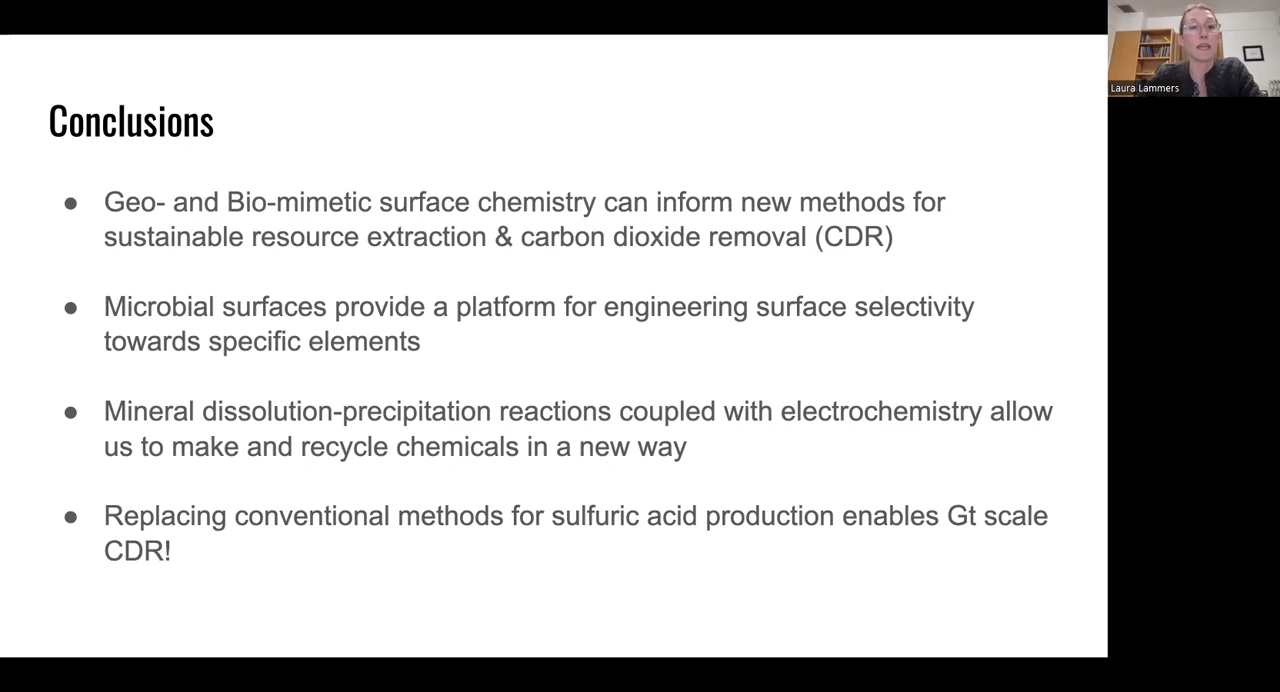 Conclusions
● Geo- and Bio-mimetic surface chemistry can inform new methods for
sustainable resource extraction & carbon dioxide removal (CDR)
● Microbial surfaces provide a platform for engineering surface selectivity
towards specific elements
● Mineral dissolution-precipitation reactions coupled with electrochemistry allow
us to make and recycle chemicals in a new way
● Replacing conventional methods for sulfuric acid production enables Gt scale
CDR!
Laura Lammers